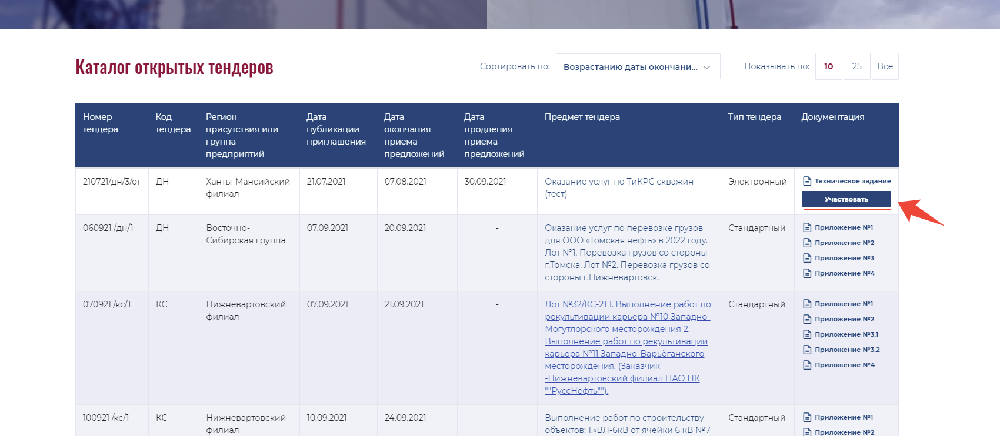 Каталог открытых тендеров
Сортировать по: Возрастанию даты окончани... Показывать по: 10 25 Все
Номер тендера
Код тендера
Регион присутствия или группа предприятий
Дата публикации приглашения
Дата окончания приема предложений
Дата продления приема предложений
Предмет тендера
Тип тендера
Документация
210721/дн/3/от
ДН
Ханты-Мансийский
филиал
21.07.2021
07.08.2021
30.09.2021
Оказание услуг по ТиКРС скважин
(тест)
Электронный
Техническое задание
Участвовать
060921 /дн/1
ДН
Восточно-
Сибирская группа
07.09.2021
20.09.2021
-
Оказание услуг по перевозке грузов
для ООО «Томская нефть» в 2022 году.
Лот №1. Перевозка грузов со стороны
г.Томска. Лот №2. Перевозка грузов со
стороны г.Нижневартовск.
Стандартный
Приложение №1
Приложение №2
Приложение №3
Приложение №4
070921 /кс/1
КС
Нижневартовский
филиал
07.09.2021
21.09.2021
-
Лот №32/КС-21 1. Выполнение работ по
рекультивации карьера №10 Западно-
Могутлорского месторождения 2.
Выполнение работ по рекультивации
карьера №11 Западно-Варьёганского
месторождения. (Заказчик
-Нижневартовский филиал ПАО НК
""РуссНефть"").
Стандартный
Приложение №1
Приложение №2
Приложение №3.1
Приложение №3.2
Приложение №4
100921 /кс/1
КС
Нижневартовский
филиал
10.09.2021
24.09.2021
-
Выполнение работ по строительству
объектов: 1.«ВЛ-6кВ от ячейки 6 кВ №7
Стандартный
Приложение №1
Приложение №2